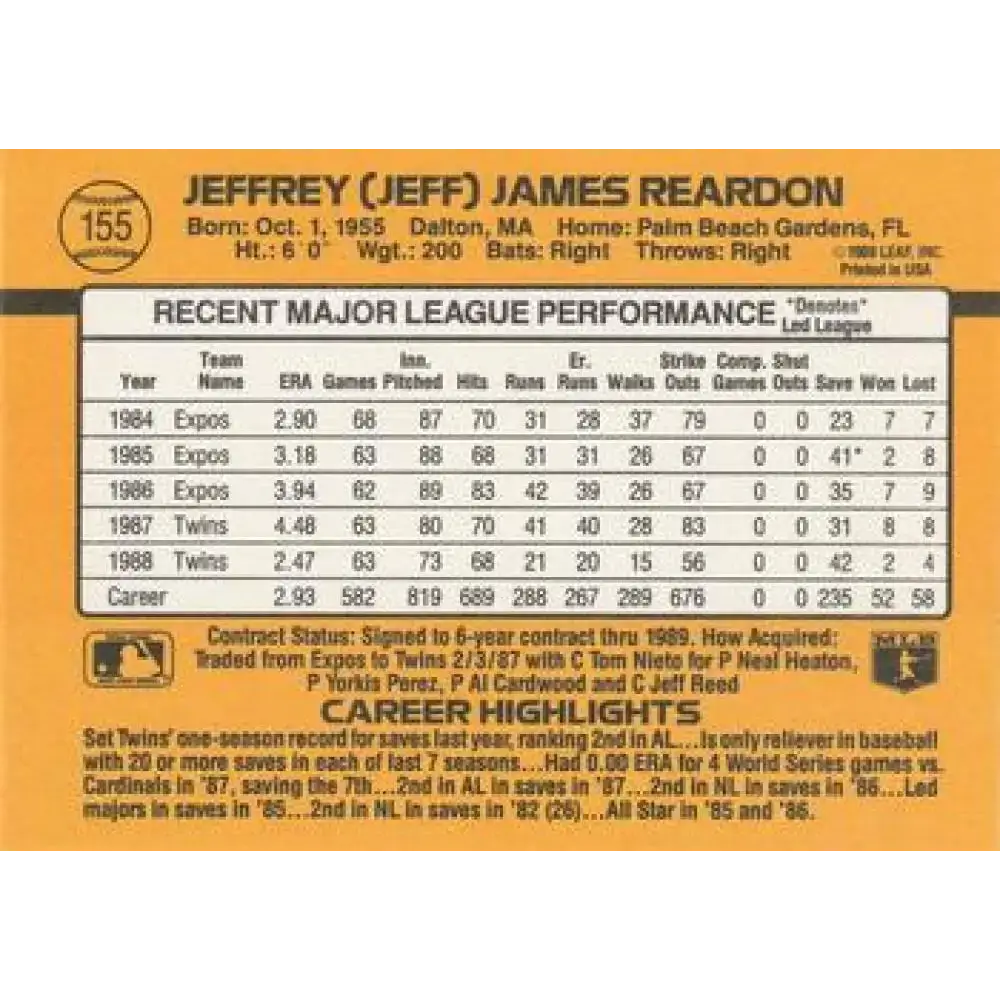 155
JEFFREY (JEFF) JAMES REARDON
Born: Oct. 1, 1955 Dalton, MA Home: Palm Beach Gardens, FL
Ht.: 6'0" Wgt.: 200 Bats: Right Throws: Right
LEAF, INC.
Printed in USA
RECENT MAJOR LEAGUE PERFORMANCE "Denotes" Led League
Year Team Name ERA Games Inn. Pitched Hits Runs Er. Runs Walks Strike Outs Comp. Games Shut Outs Save Won Lost
1984 Expos 2.90 68 87 70 31 28 37 79 0 0 23 7 7
1985 Expos 3.18 63 88 68 31 31 26 67 0 0 41* 2 8
1986 Expos 3.94 62 89 83 42 39 26 67 0 0 35 7 9
1987 Twins 4.48 63 80 70 41 40 28 83 0 0 31 8 8
1988 Twins 2.47 63 73 68 21 20 15 56 0 0 42 2 4
Career 2.93 582 819 689 288 267 289 676 0 0 235 52 58
Contract Status: Signed to 6-year contract thru 1989. How Acquired:
Traded from Expos to Twins 2/3/87 with C Tom Nieto for P Neal Heaton,
P Yorkis Perez, P Al Cardwood and C Jeff Reed
CAREER HIGHLIGHTS
Set Twins' one-season record for saves last year, ranking 2nd in AL...Is only reliever in baseball
with 20 or more saves in each of last 7 seasons...Had 0.00 ERA for 4 World Series games vs.
Cardinals in '87, saving the 7th...2nd in AL in saves in '87...2nd in NL in saves in '86...Led
majors in saves in '85...2nd in NL in saves in '82 (26)...All Star in '85 and '86.